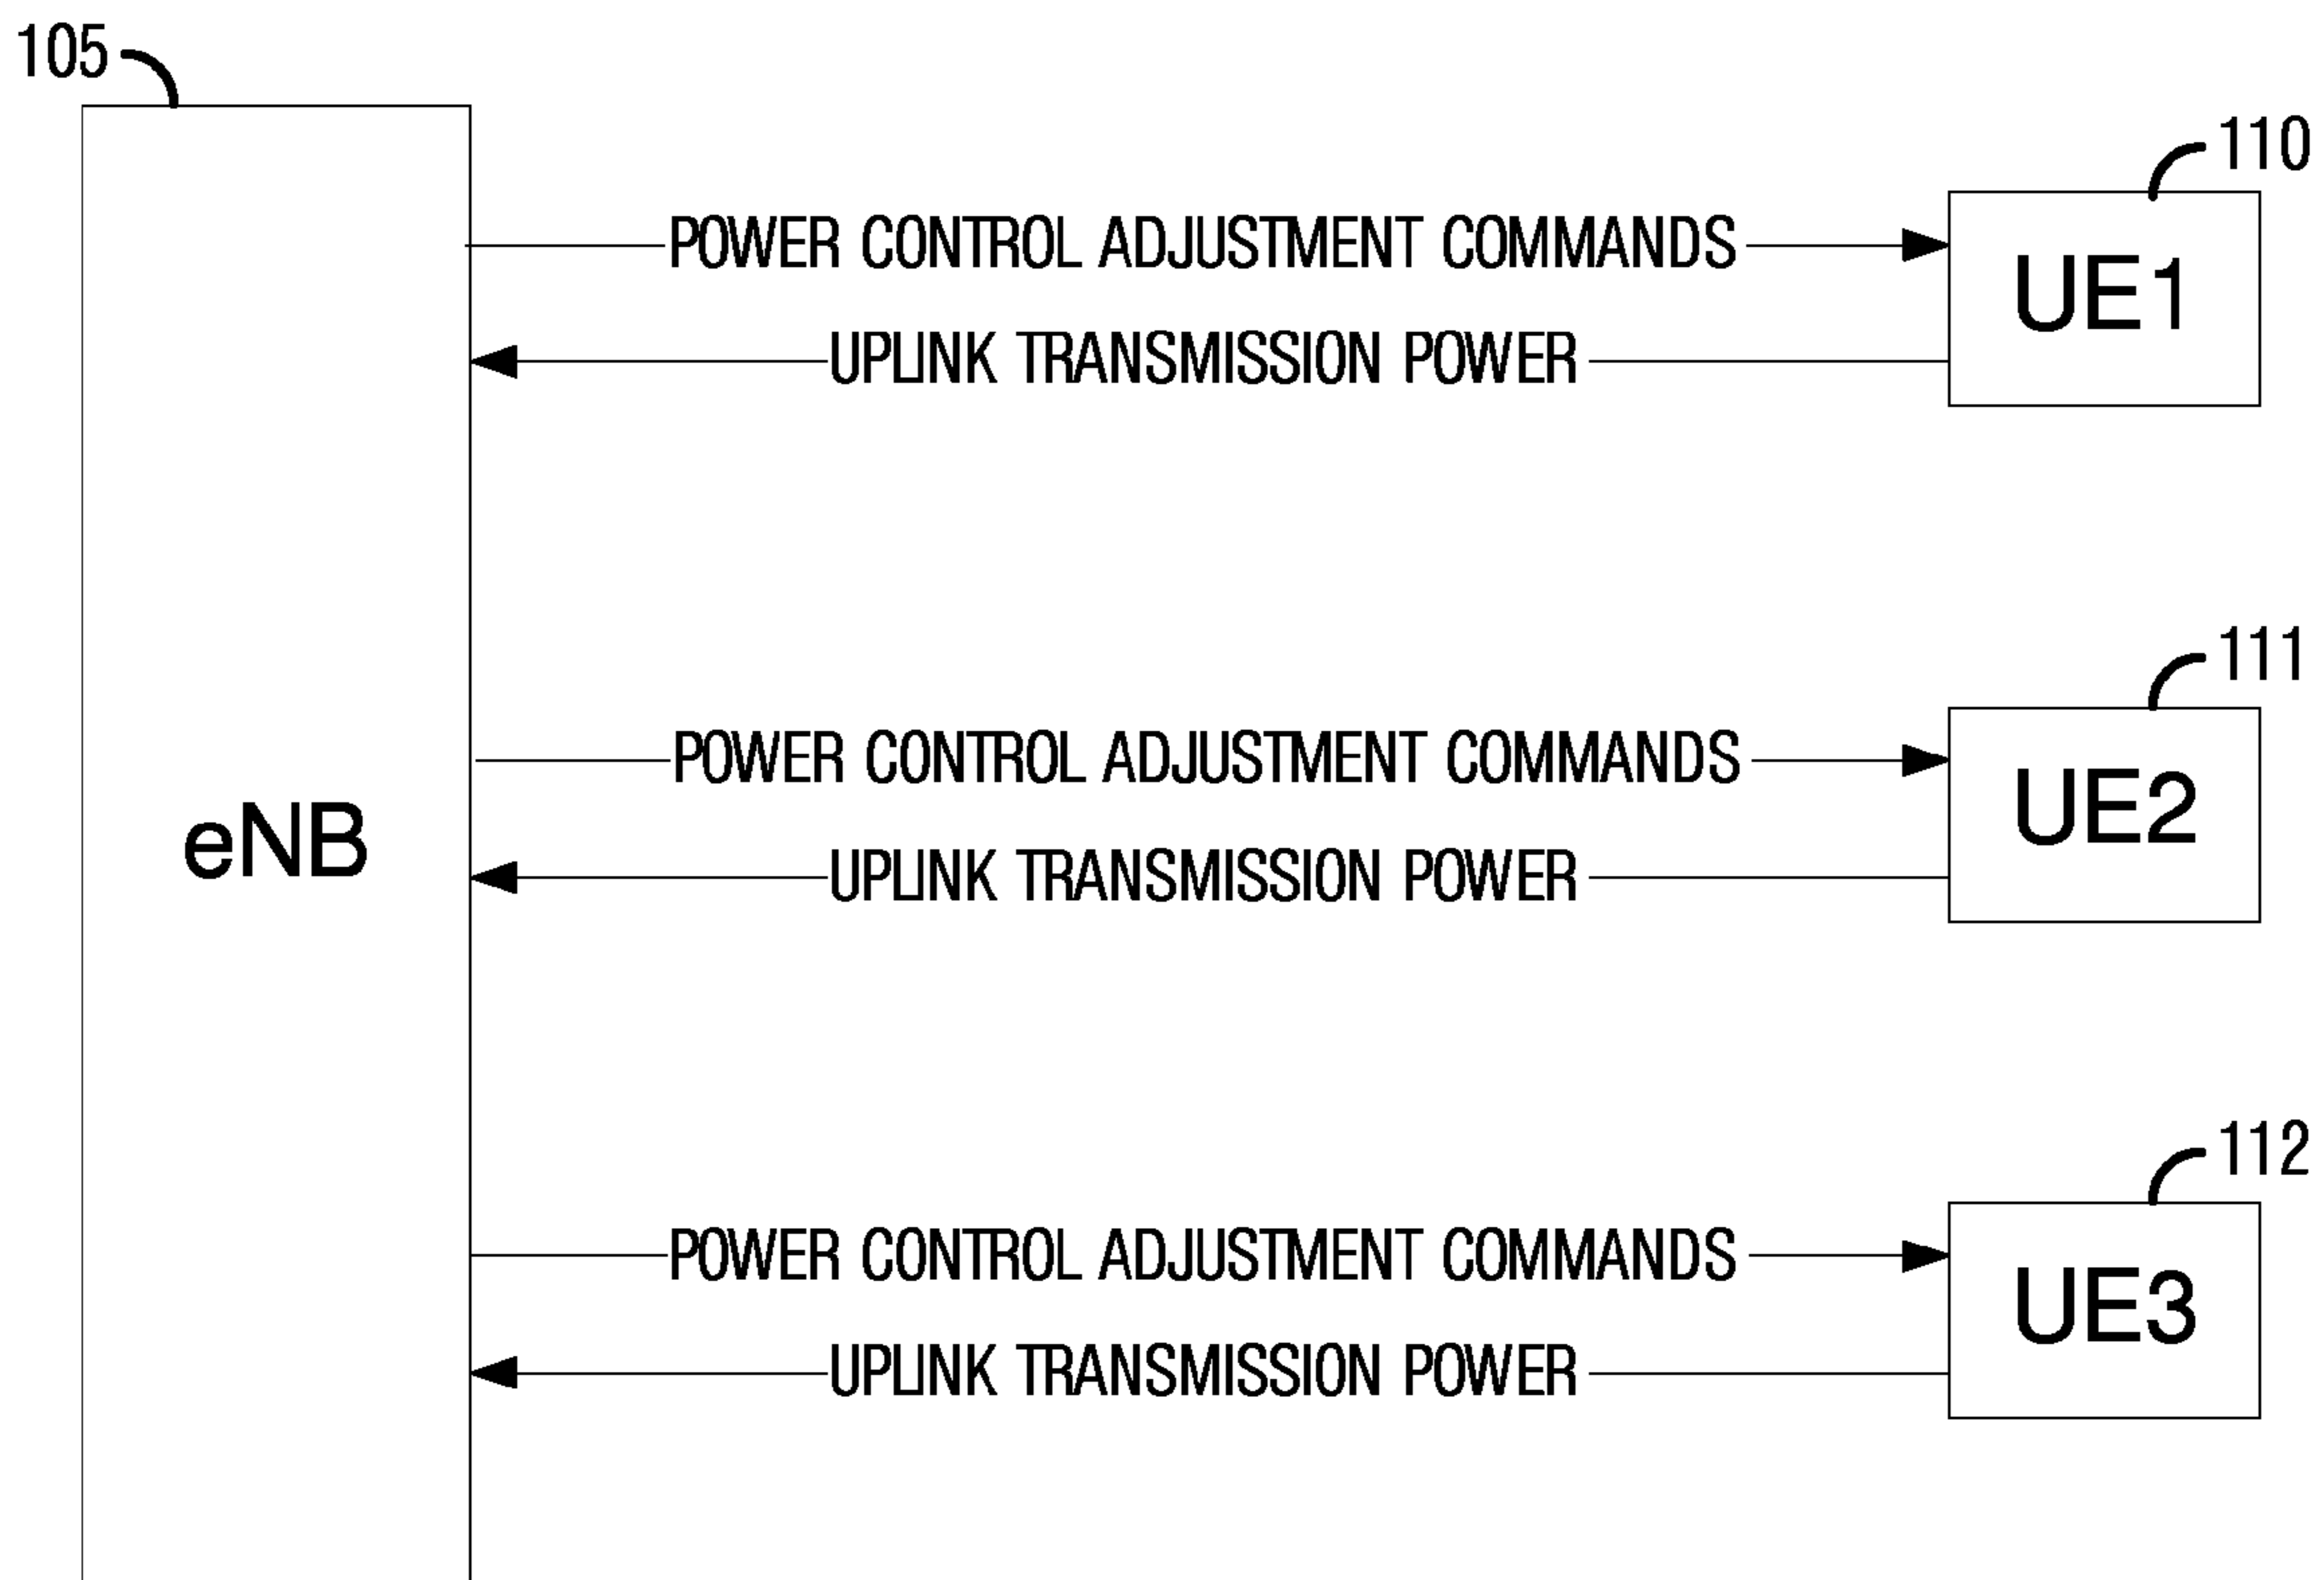 105
110
POWER CONTROL ADJUSTMENT COMMANDS
UE1
UPLINK TRANSMISSION POWER
111
POWER CONTROL ADJUSTMENT COMMANDS
UE2
eNB
UPLINK TRANSMISSION POWER
112
POWER CONTROL ADJUSTMENT COMMANDS
UE3
UPLINK TRANSMISSION POWER